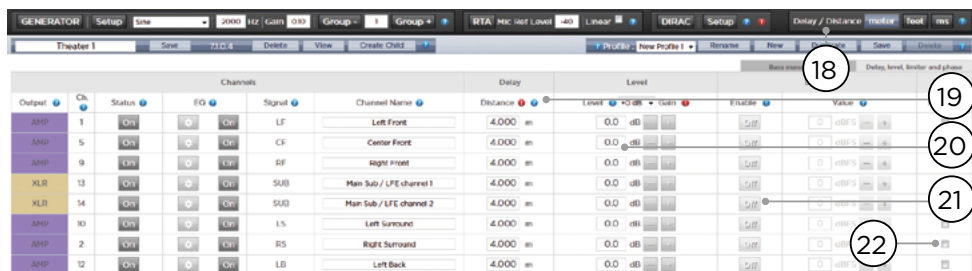 GENERATOR Setup Sine 2000 Hz Gain 0.10 Group - 1 Group + RTA Mic Ref Level -40 Linear DIRAC Setup Delay / Distance motor feet ms
Theater 1 Save Delete View Create Child Profile New Profile 1 Rename New Save Delete
18 Delay, level, limiter and phase
Channels Delay Level
Output Ch. Status EQ Signal Channel Name Distance Level +0 dB Gain Enable Value 19
AMP 1 On On LF Left Front 4.000 m 0.0 dB Off 0 dBFS
AMP 5 On On CF Center Front 4.000 m 0.0 dB Off 0 dBFS 20
AMP 9 On On RF Right Front 4.000 m 0.0 dB Off 0 dBFS
XLR 13 On On SUB Main Sub / LFE channel 1 4.000 m 0.0 dB Off 0 dBFS
XLR 14 On On SUB Main Sub / LFE channel 2 4.000 m 0.0 dB Off 0 dBFS 21
AMP 10 On On LS Left Surround 4.000 m 0.0 dB Off 0 dBFS
AMP 2 On On RS Right Surround 4.000 m 0.0 dB Off 0 22
AMP 12 On On LB Left Back 4.000 m 0.0 dB Off 0 dBFS